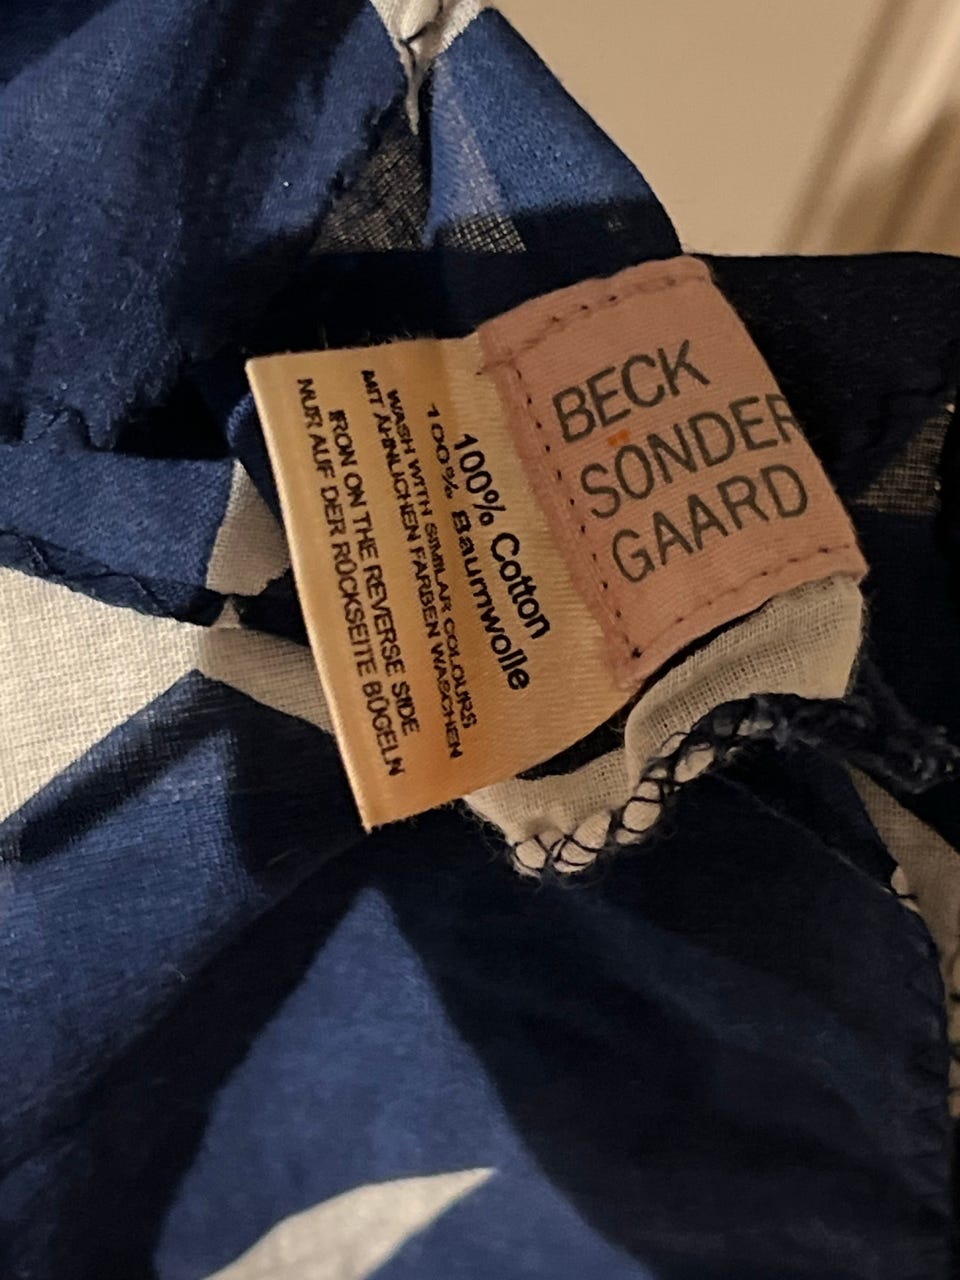 BECK
SÖNDER
GAARD
100% Cotton
100% Baumwolle
WASH WITH SIMILAR COLOURS
MIT ÄHNLICHEN FARBEN WASCHEN
IRON ON THE REVERSE SIDE
NUR AUF DER RÜCKSEITE BÜGELN